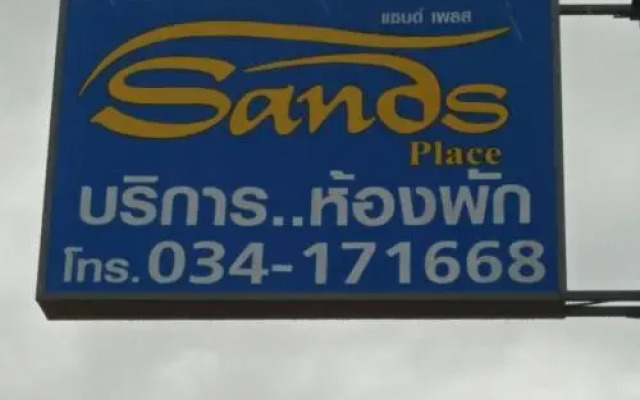 แซนด์ เพลส
Sands
Place
บริการ..ห้องพัก
โทร.034-171668